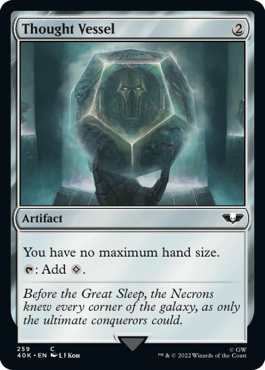 Thought Vessel 2
Artifact
You have no maximum hand size.
: Add .
Before the Great Sleep, the Necrons
knew every corner of the galaxy, as only
the ultimate conquerors could.
259 C © GW
40K • EN L J Koh ™ & © 2022 Wizards of the Coast